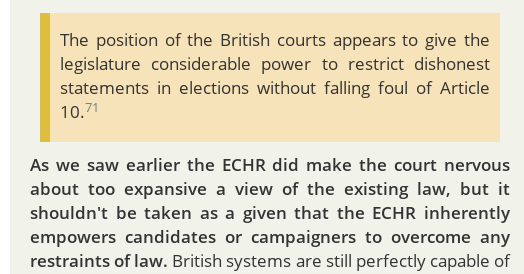 The position of the British courts appears to give the
legislature considerable power to restrict dishonest
statements in elections without falling foul of Article
10.71
As we saw earlier the ECHR did make the court nervous
about too expansive a view of the existing law, but it
shouldn't be taken as a given that the ECHR inherently
empowers candidates or campaigners to overcome any
restraints of law. British systems are still perfectly capable of